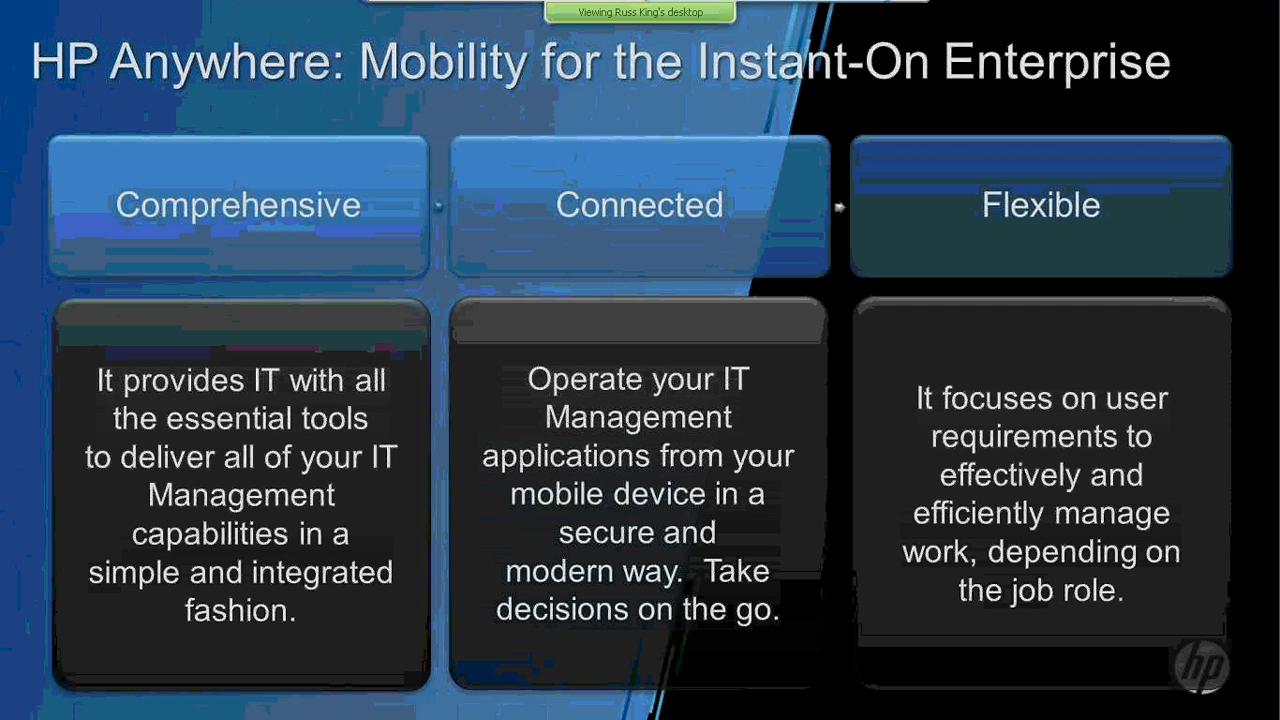 Viewing Russ King's desktop
HP Anywhere: Mobility for the Instant-On Enterprise
Comprehensive
Connected
Flexible
It provides IT with all
the essential tools
to deliver all of your IT
Management
capabilities in a
simple and integrated
fashion.
Operate your IT
Management
applications from your
mobile device in a
secure and
modern way.  Take
decisions on the go.
It focuses on user
requirements to
effectively and
efficiently manage
work, depending on
the job role.
hp